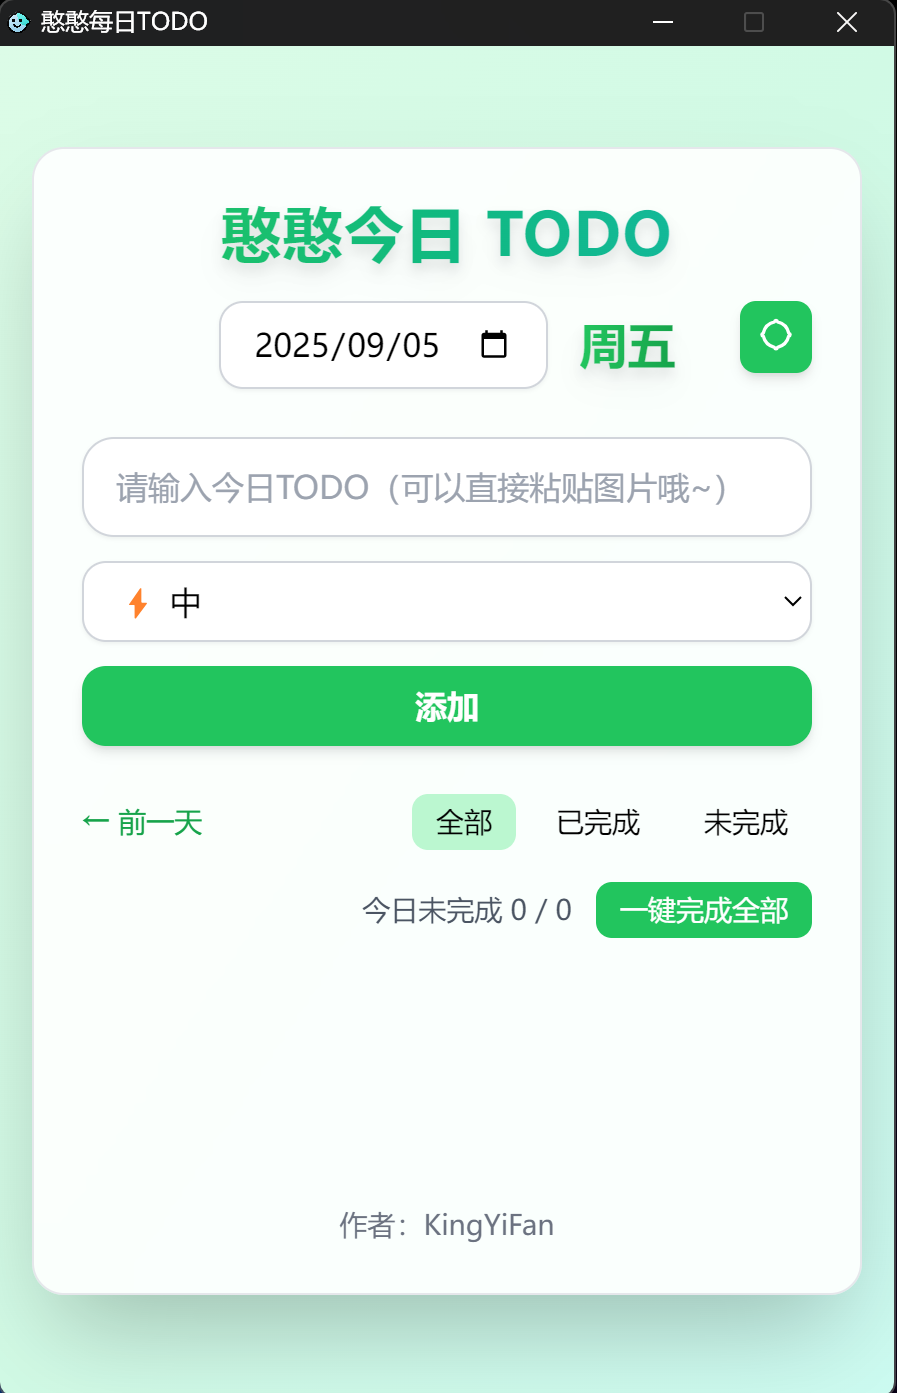 憨憨每日TODO
憨憨今日 TODO
2025/09/05 周五
请输入今日TODO（可以直接粘贴图片哦~）
中
添加
← 前一天 全部 已完成 未完成
今日未完成 0 / 0 一键完成全部
作者：KingYiFan